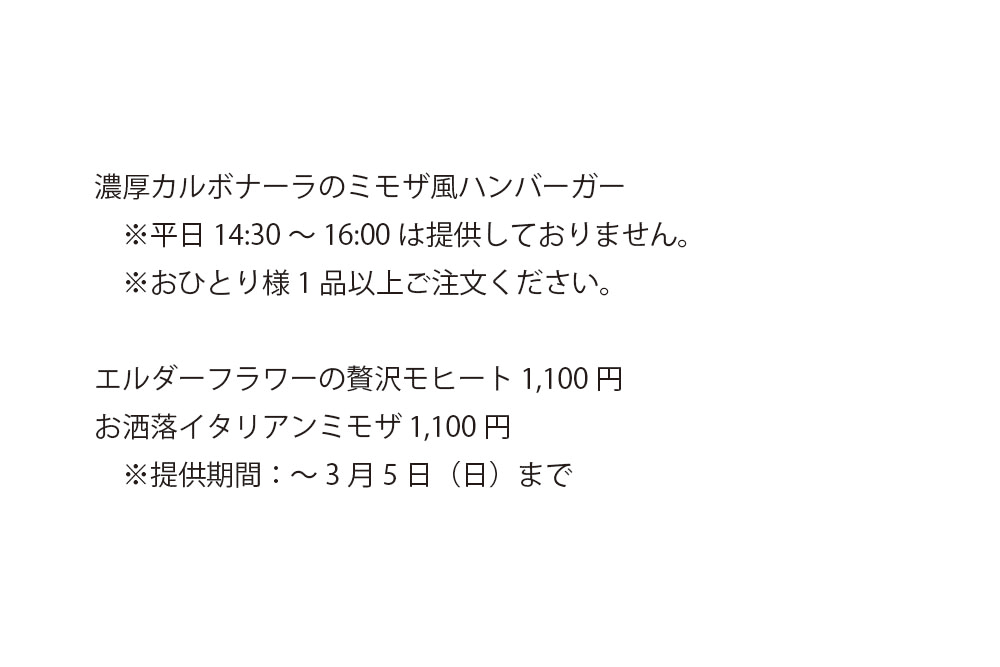 濃厚カルボナーラのミモザ風ハンバーガー
※平日 14:30 ～ 16:00 は提供しておりません。
※おひとり様 1 品以上ご注文ください。
エルダーフラワーの贅沢モヒート 1,100 円
お洒落イタリアンミモザ 1,100 円
※提供期間：～ 3 月 5 日（日）まで